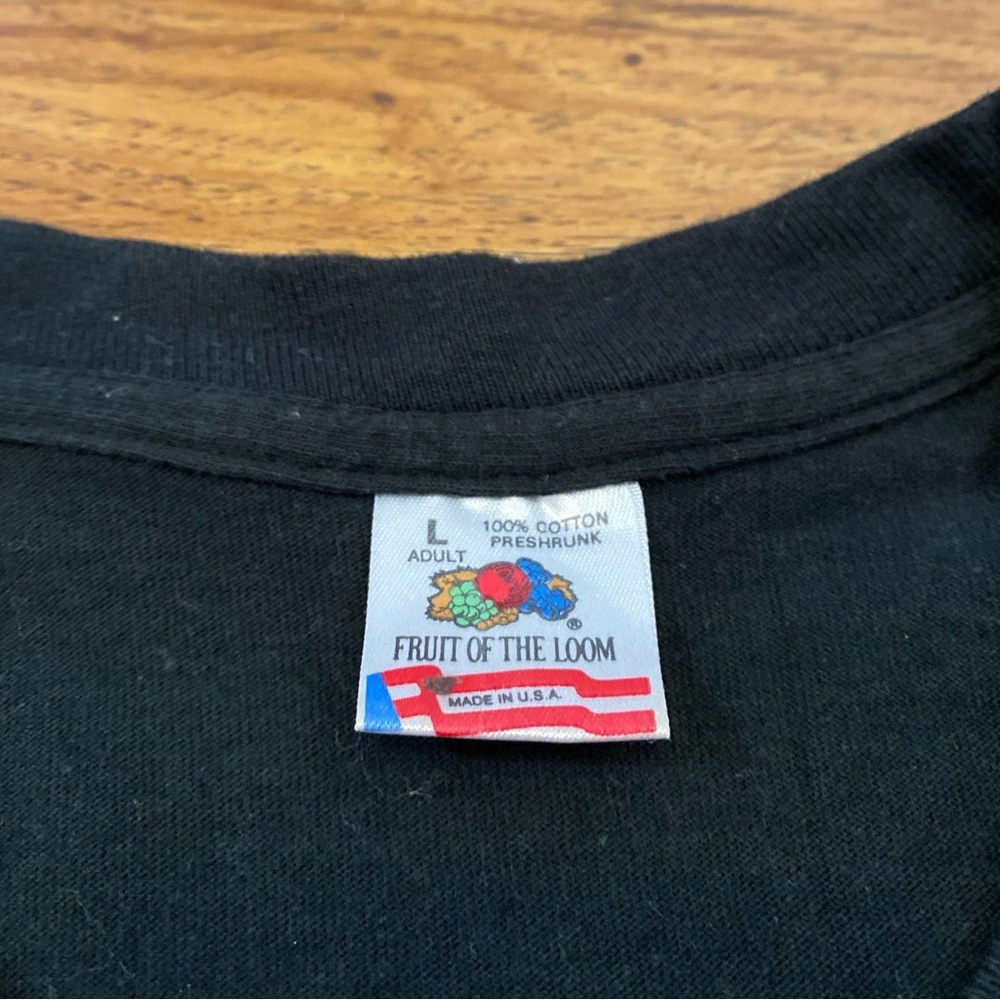 L
ADULT
100% COTTON
PRESHRUNK
®
FRUIT OF THE LOOM
MADE IN U.S.A.